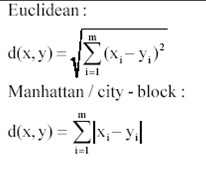 Euclidean :
d(x, y) = √∑_{i=1}^{m} (x_i − y_i)²
Manhattan / city - block :
d(x, y) = ∑_{i=1}^{m} |x_i − y_i|